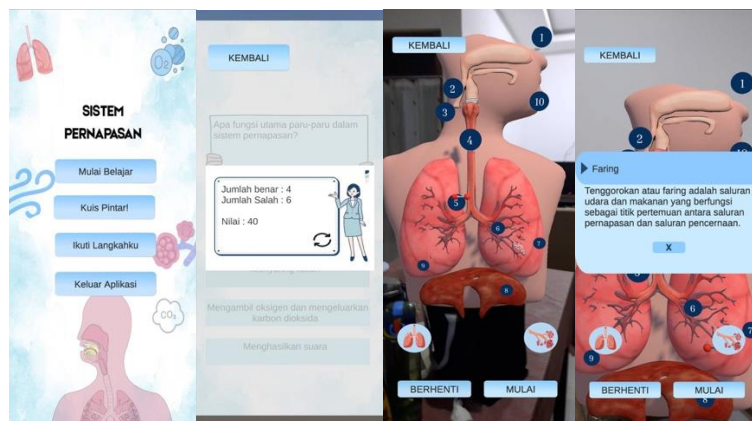 O₂
SISTEM
PERNAPASAN
Mulai Belajar
Kuis Pintar!
Ikuti Langkahku
Keluar Aplikasi
CO₂
KEMBALI
Apa fungsi utama paru-paru dalam
sistem pernapasan?
Jumlah benar : 4
Jumlah Salah : 6
Nilai : 40
Mengambil oksigen dan mengeluarkan
karbon dioksida
Menghasilkan suara
KEMBALI
1
2
3
10
4
5
6
7
9
8
BERHENTI
MULAI
KEMBALI
1
2
Faring
Tenggorokan atau faring adalah saluran
udara dan makanan yang berfungsi
sebagai titik pertemuan antara saluran
pernapasan dan saluran pencernaan.
X
6
7
9
BERHENTI
MULAI
8